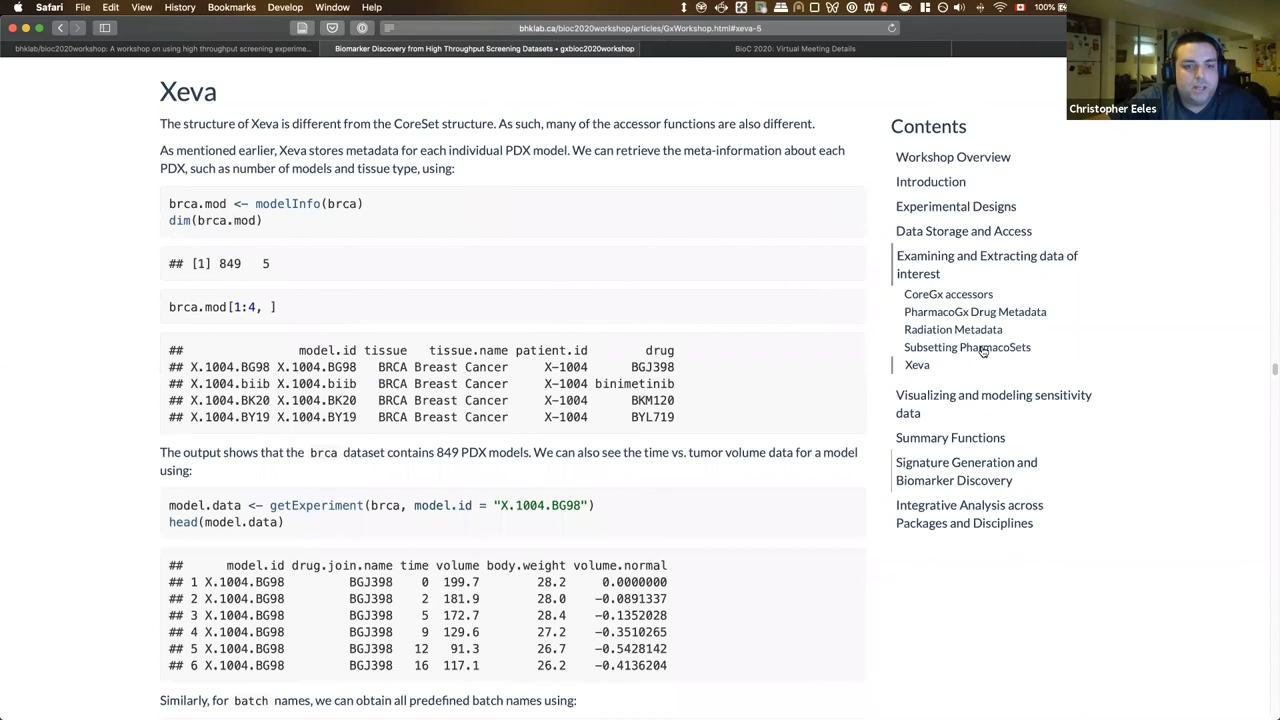 Safari File Edit View History Bookmarks Develop Window Help
100%
bhklab.ca/bioc2020workshop/articles/GxWorkshop.html#xeva-5
bhklab/bioc2020workshop: A workshop on using high throughput screening experime...
Biomarker Discovery from High Throughput Screening Datasets • gxbioc2020workshop
BioC 2020: Virtual Meeting Details
Christopher Eeles
Xeva
The structure of Xeva is different from the CoreSet structure. As such, many of the accessor functions are also different.
As mentioned earlier, Xeva stores metadata for each individual PDX model. We can retrieve the meta-information about each
PDX, such as number of models and tissue type, using:
brca.mod <- modelInfo(brca)
dim(brca.mod)
## [1] 849   5
brca.mod[1:4, ]
##               model.id tissue   tissue.name patient.id       drug
## X.1004.BG98 X.1004.BG98   BRCA Breast Cancer     X-1004     BGJ398
## X.1004.biib X.1004.biib   BRCA Breast Cancer     X-1004 binimetinib
## X.1004.BK20 X.1004.BK20   BRCA Breast Cancer     X-1004     BKM120
## X.1004.BY19 X.1004.BY19   BRCA Breast Cancer     X-1004     BYL719
The output shows that the brca dataset contains 849 PDX models. We can also see the time vs. tumor volume data for a model
using:
model.data <- getExperiment(brca, model.id = "X.1004.BG98")
head(model.data)
##      model.id drug.join.name time volume body.weight volume.normal
## 1 X.1004.BG98         BGJ398    0  199.7        28.2     0.0000000
## 2 X.1004.BG98         BGJ398    2  181.9        28.0    -0.0891337
## 3 X.1004.BG98         BGJ398    5  172.7        28.4    -0.1352028
## 4 X.1004.BG98         BGJ398    9  129.6        27.2    -0.3510265
## 5 X.1004.BG98         BGJ398   12   91.3        26.7    -0.5428142
## 6 X.1004.BG98         BGJ398   16  117.1        26.2    -0.4136204
Similarly, for batch names, we can obtain all predefined batch names using:
Contents
Workshop Overview
Introduction
Experimental Designs
Data Storage and Access
Examining and Extracting data of
interest
CoreGx accessors
PharmacoGx Drug Metadata
Radiation Metadata
Subsetting PharmacoSets
Xeva
Visualizing and modeling sensitivity
data
Summary Functions
Signature Generation and
Biomarker Discovery
Integrative Analysis across
Packages and Disciplines